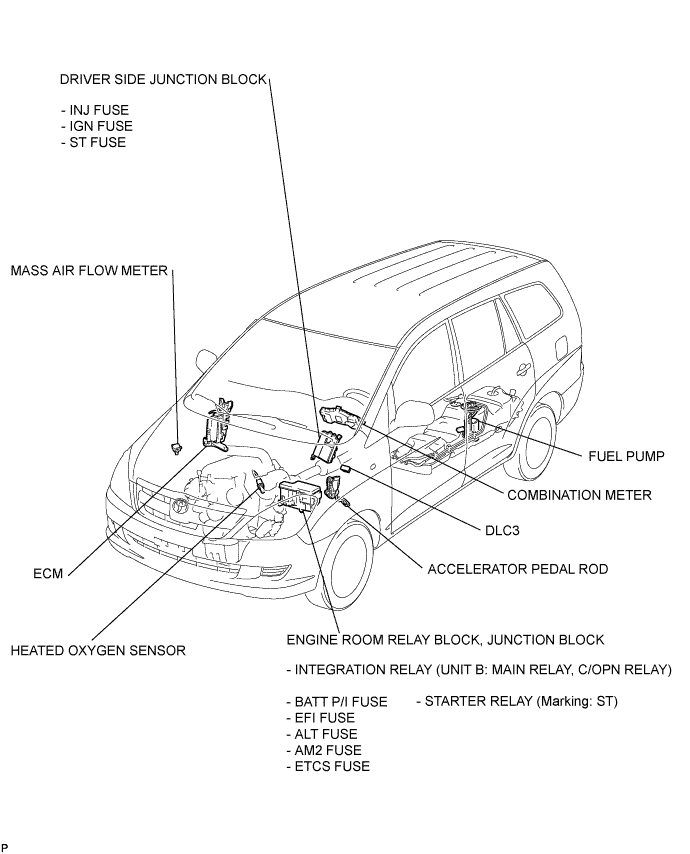 DRIVER SIDE JUNCTION BLOCK
- INJ FUSE
- IGN FUSE
- ST FUSE
MASS AIR FLOW METER
FUEL PUMP
COMBINATION METER
DLC3
ECM
ACCELERATOR PEDAL ROD
HEATED OXYGEN SENSOR
ENGINE ROOM RELAY BLOCK, JUNCTION BLOCK
- INTEGRATION RELAY (UNIT B: MAIN RELAY, C/OPN RELAY)
- BATT P/I FUSE - STARTER RELAY (Marking: ST)
- EFI FUSE
- ALT FUSE
- AM2 FUSE
- ETCS FUSE
P